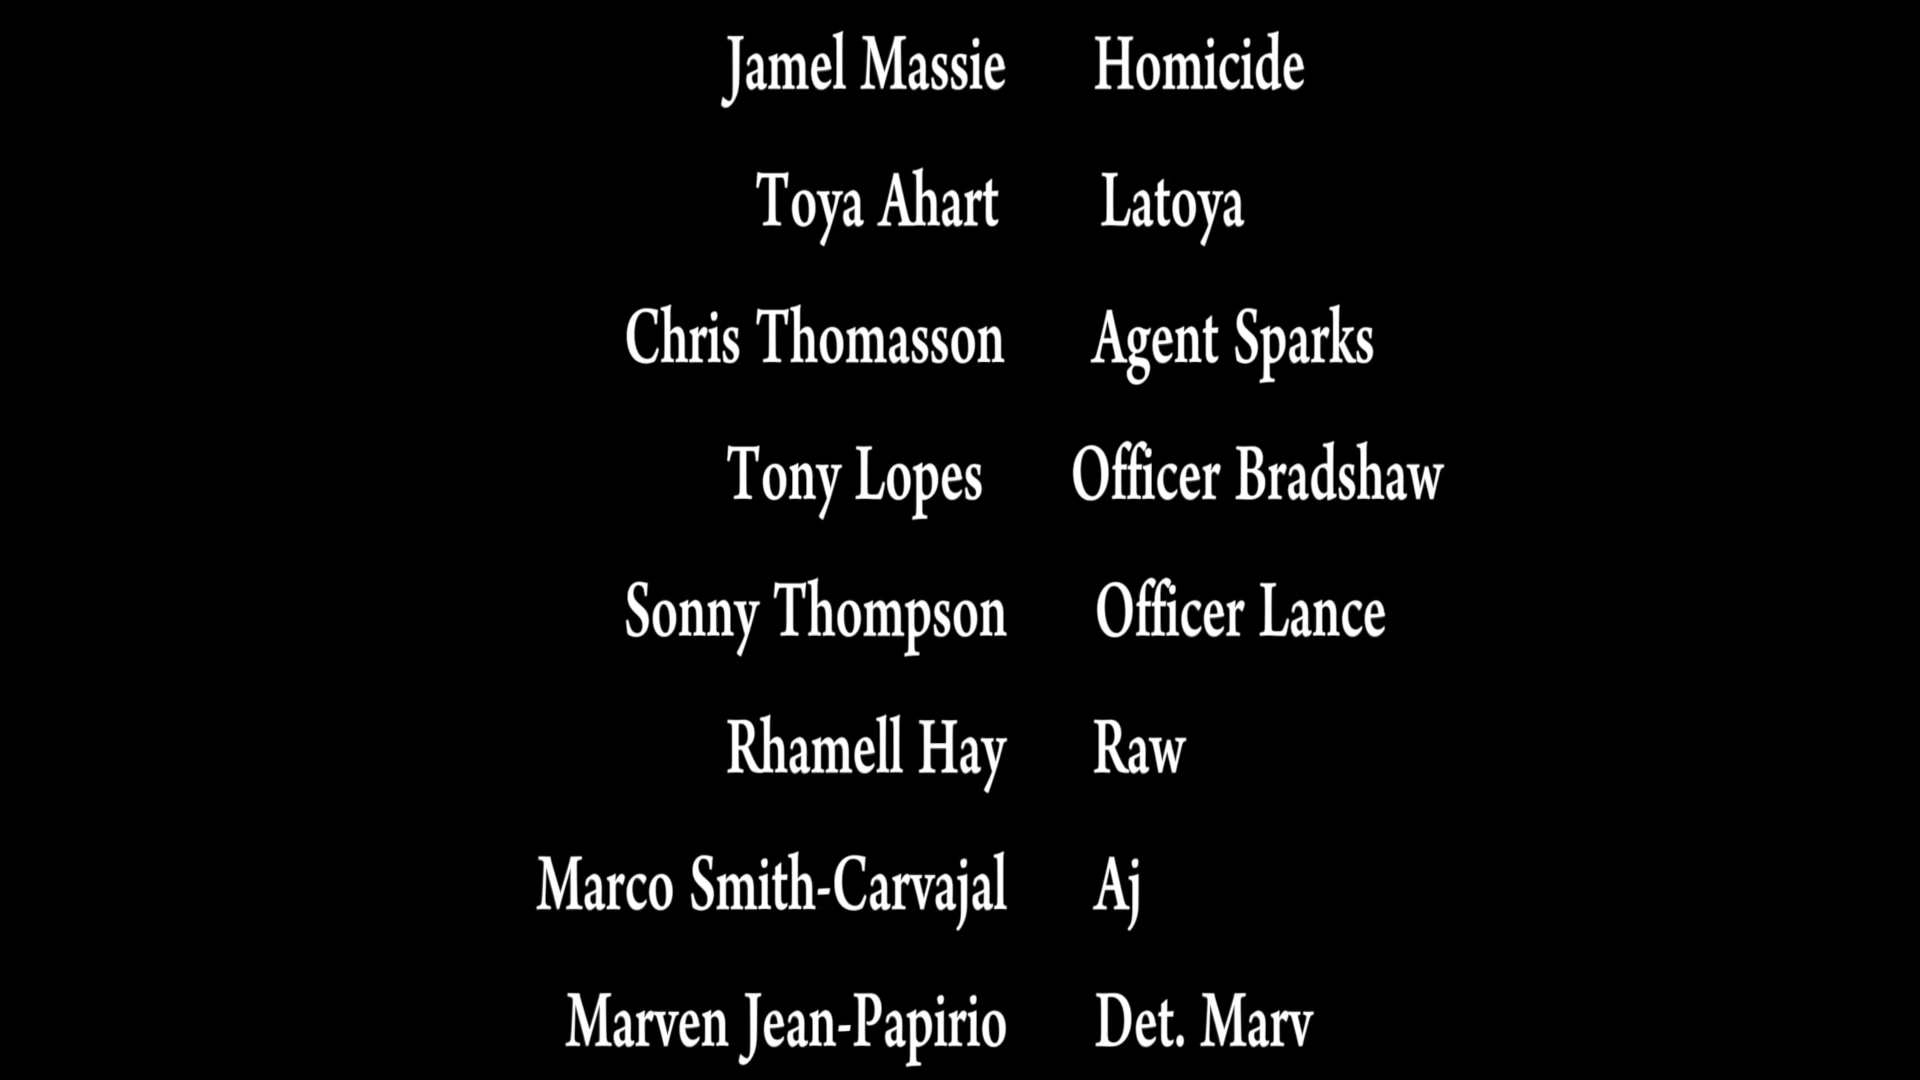 Jamel Massie Homicide
Toya Ahart Latoya
Chris Thomasson Agent Sparks
Tony Lopes Officer Bradshaw
Sonny Thompson Officer Lance
Rhamell Hay Raw
Marco Smith-Carvajal Aj
Marven Jean-Papirio Det. Marv